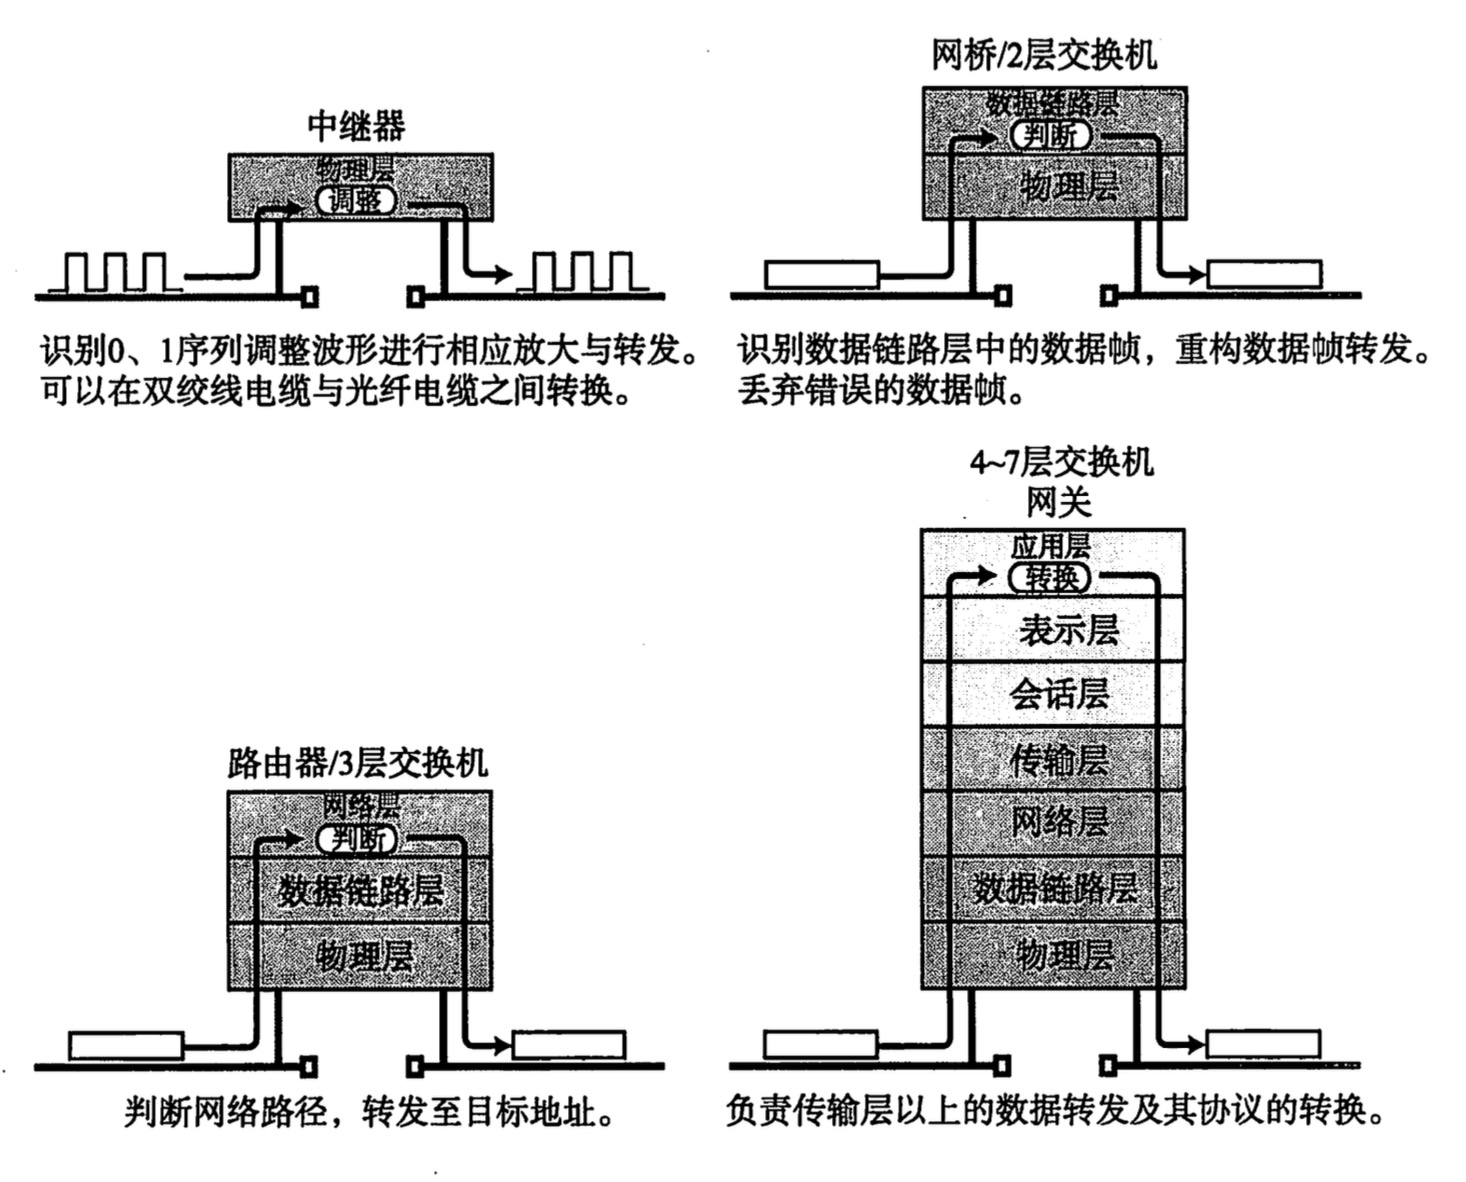 中继器
物理层
调整
识别0、1序列调整波形进行相应放大与转发。
可以在双绞线电缆与光纤电缆之间转换。
网桥/2层交换机
数据链路层
判断
物理层
识别数据链路层中的数据帧，重构数据帧转发。
丢弃错误的数据帧。
路由器/3层交换机
网络层
判断
数据链路层
物理层
判断网络路径，转发至目标地址。
4~7层交换机
网关
应用层
转换
表示层
会话层
传输层
网络层
数据链路层
物理层
负责传输层以上的数据转发及其协议的转换。